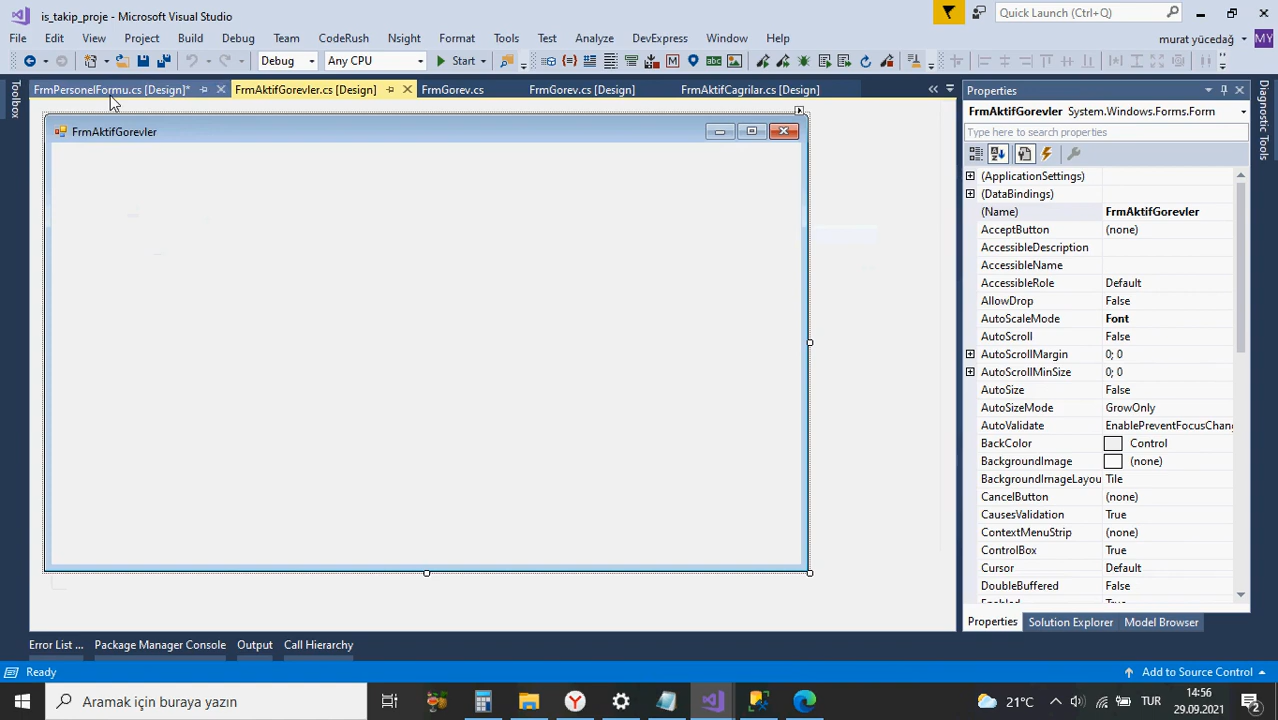 is_takip_proje - Microsoft Visual Studio
Quick Launch (Ctrl+Q)
File Edit View Project Build Debug Team CodeRush Nsight Format Tools Test Analyze DevExpress Window Help
murat yücedağ MY
Debug Any CPU Start
Toolbox
FrmPersonelFormu.cs [Design]* FrmAktifGorevler.cs [Design] FrmGorev.cs FrmGorev.cs [Design] FrmAktifCagrilar.cs [Design]
FrmAktifGorevler
Properties
FrmAktifGorevler System.Windows.Forms.Form
Type here to search properties
(ApplicationSettings)
(DataBindings)
(Name) FrmAktifGorevler
AcceptButton (none)
AccessibleDescription
AccessibleName
AccessibleRole Default
AllowDrop False
AutoScaleMode Font
AutoScroll False
AutoScrollMargin 0; 0
AutoScrollMinSize 0; 0
AutoSize False
AutoSizeMode GrowOnly
AutoValidate EnablePreventFocusChang
BackColor Control
BackgroundImage (none)
BackgroundImageLayou Tile
CancelButton (none)
CausesValidation True
ContextMenuStrip (none)
ControlBox True
Cursor Default
DoubleBuffered False
Enabled True
Properties Solution Explorer Model Browser
Diagnostic Tools
Error List ... Package Manager Console Output Call Hierarchy
Ready
Add to Source Control
Aramak için buraya yazın
21°C
TUR
14:56
29.09.2021
2